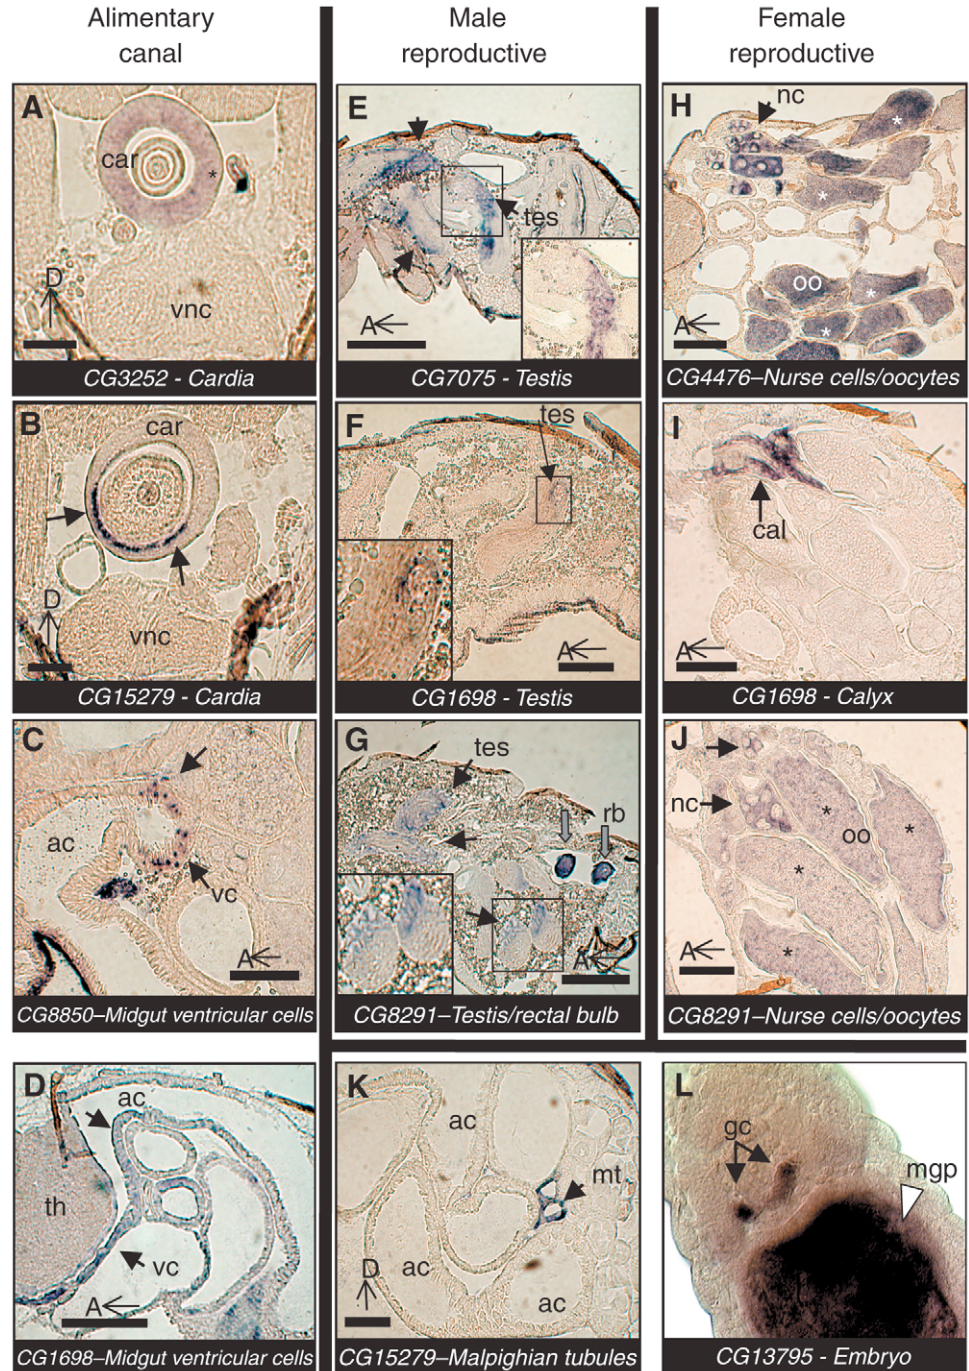 Alimentary
canal
Male
reproductive
Female
reproductive
A
car
*
D
vnc
CG3252 - Cardia
B
car
D
vnc
CG15279 - Cardia
C
ac
vc
A
CG8850–Midgut ventricular cells
D
ac
th
vc
A
CG1698–Midgut ventricular cells
E
tes
A
CG7075 - Testis
F
tes
A
CG1698 - Testis
G
tes
rb
A
CG8291–Testis/rectal bulb
H
nc
*
*
oo
*
*
A
CG4476–Nurse cells/oocytes
I
cal
A
CG1698 - Calyx
J
nc
*
oo
*
*
*
A
CG8291–Nurse cells/oocytes
K
ac
mt
D
ac
ac
CG15279–Malpighian tubules
L
gc
mgp
CG13795 - Embryo